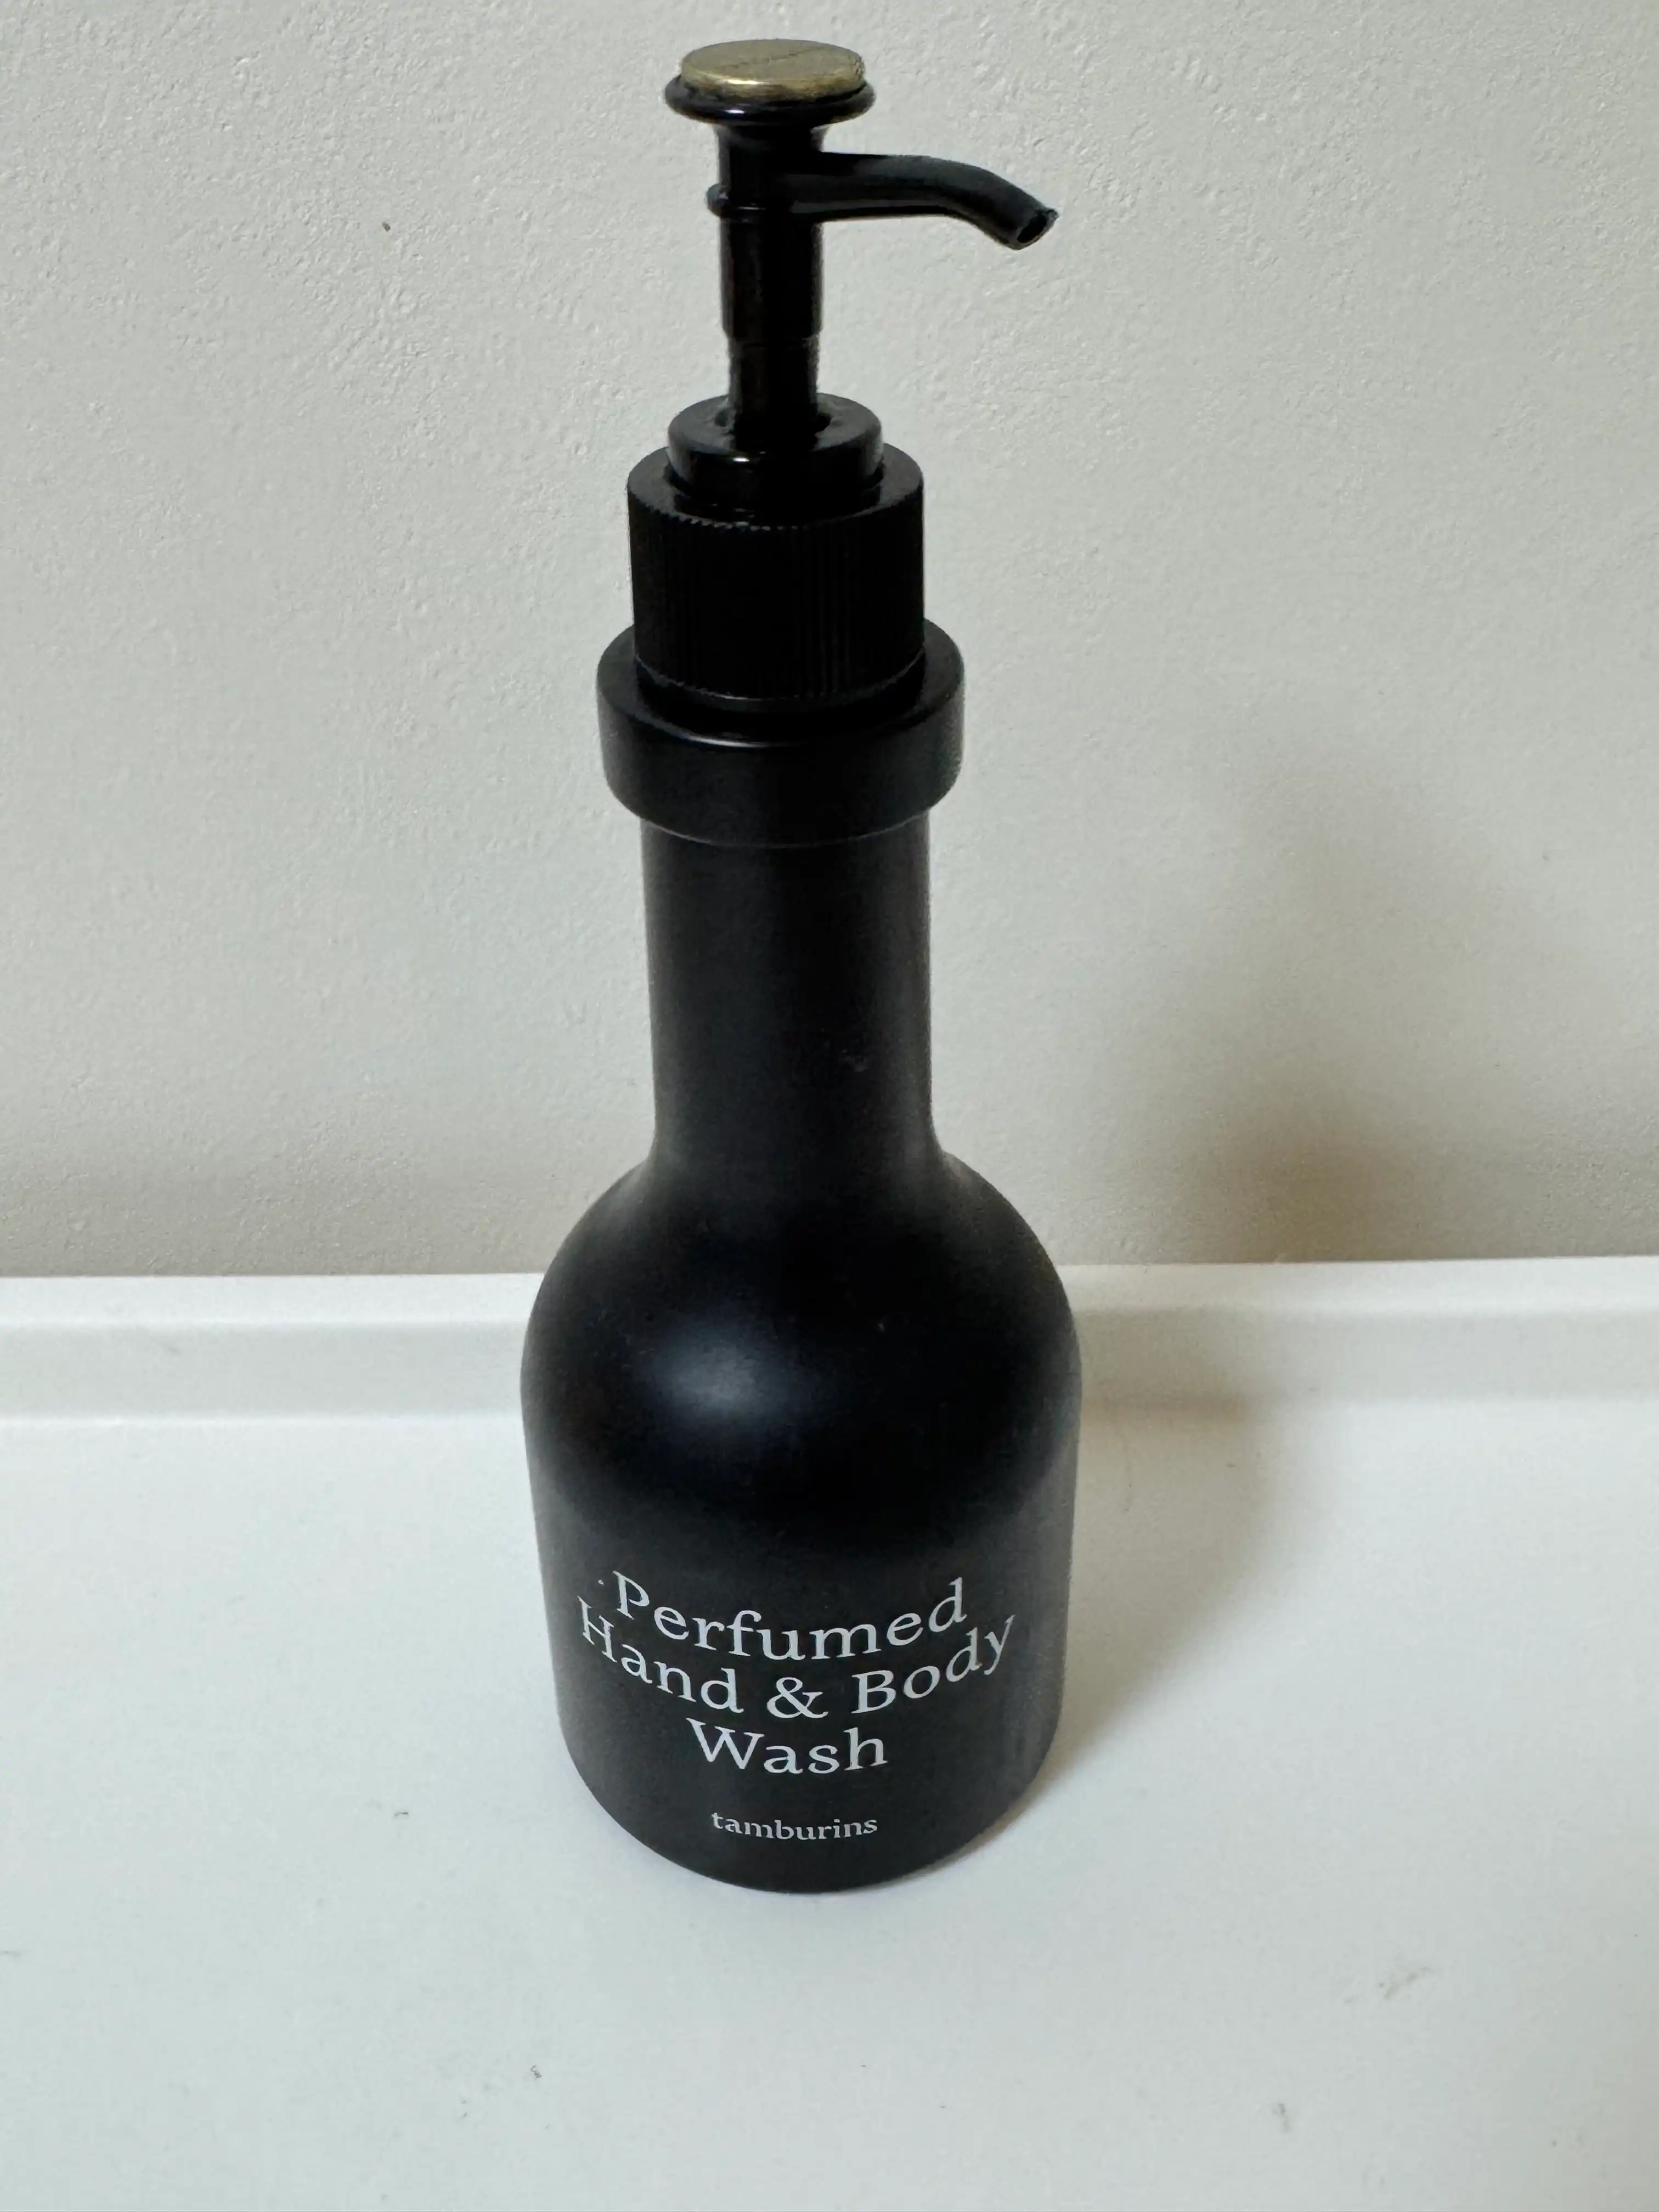 Perfumed
Hand & Body
Wash
tamburins